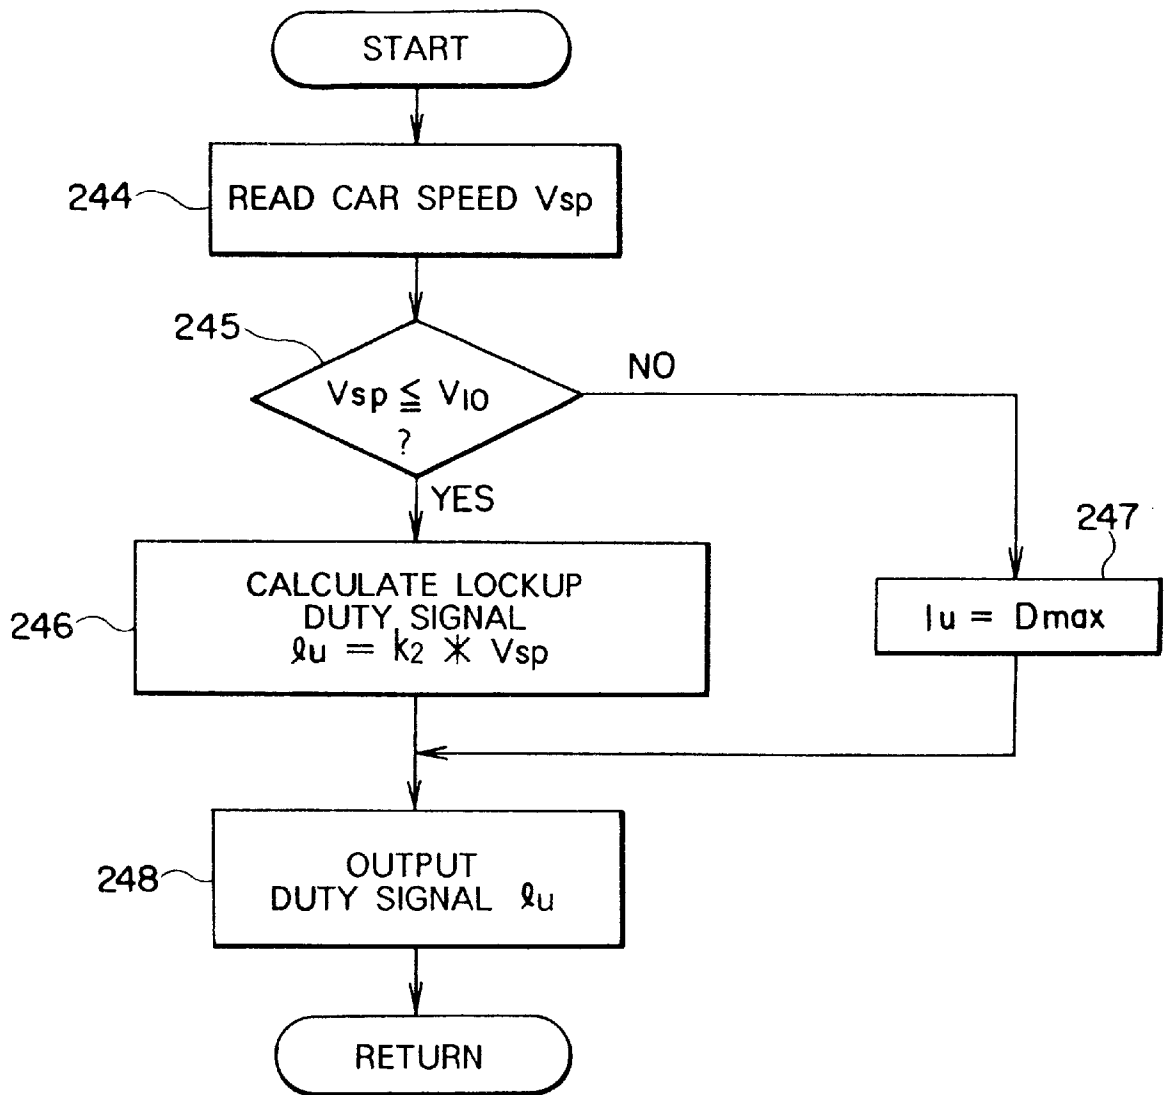 START
244
READ CAR SPEED Vsp
245
Vsp ≦ V10
?
NO
YES
247
246
CALCULATE LOCKUP
DUTY SIGNAL
ℓu = k2 * Vsp
lu = Dmax
248
OUTPUT
DUTY SIGNAL ℓu
RETURN